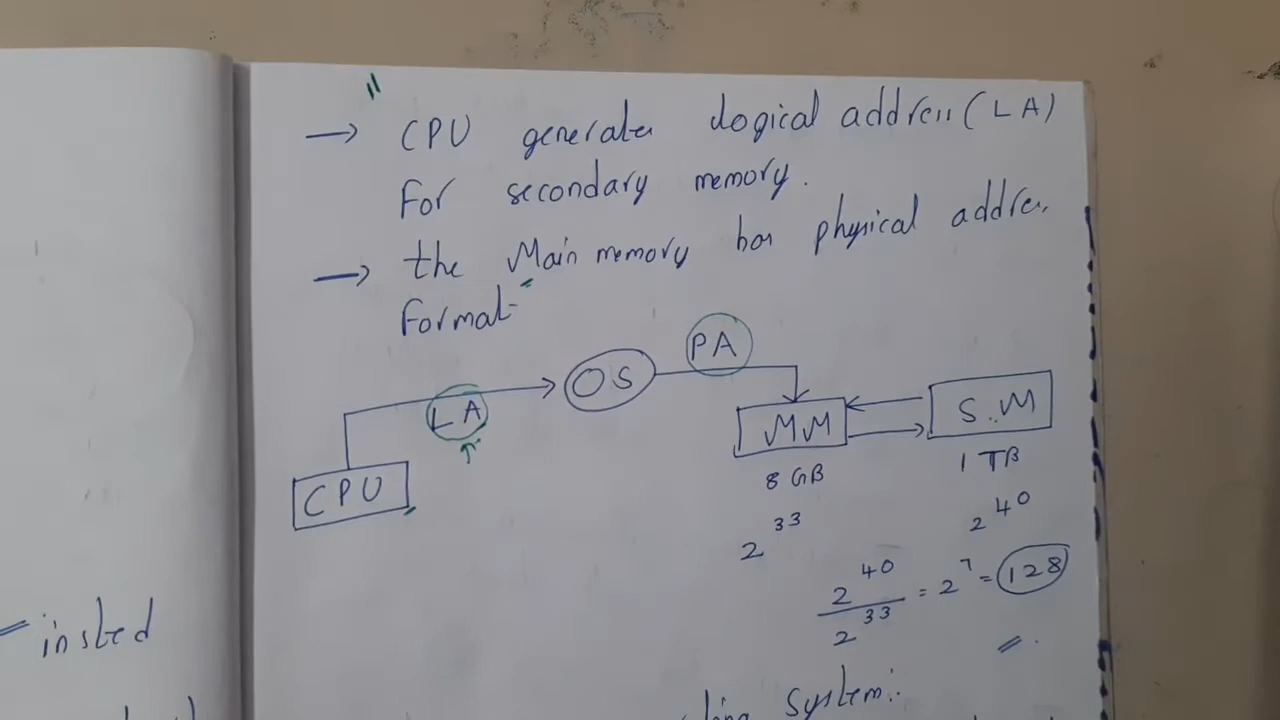 → CPU generates Logical address (LA)
For secondary memory.
→ the Main memory has physical address
Format
PA
OS
LA
MM
S.M
CPU
8 GB
1 TB
2^33
2^40
2^40 / 2^33 = 2^7 = 128
insted
System: